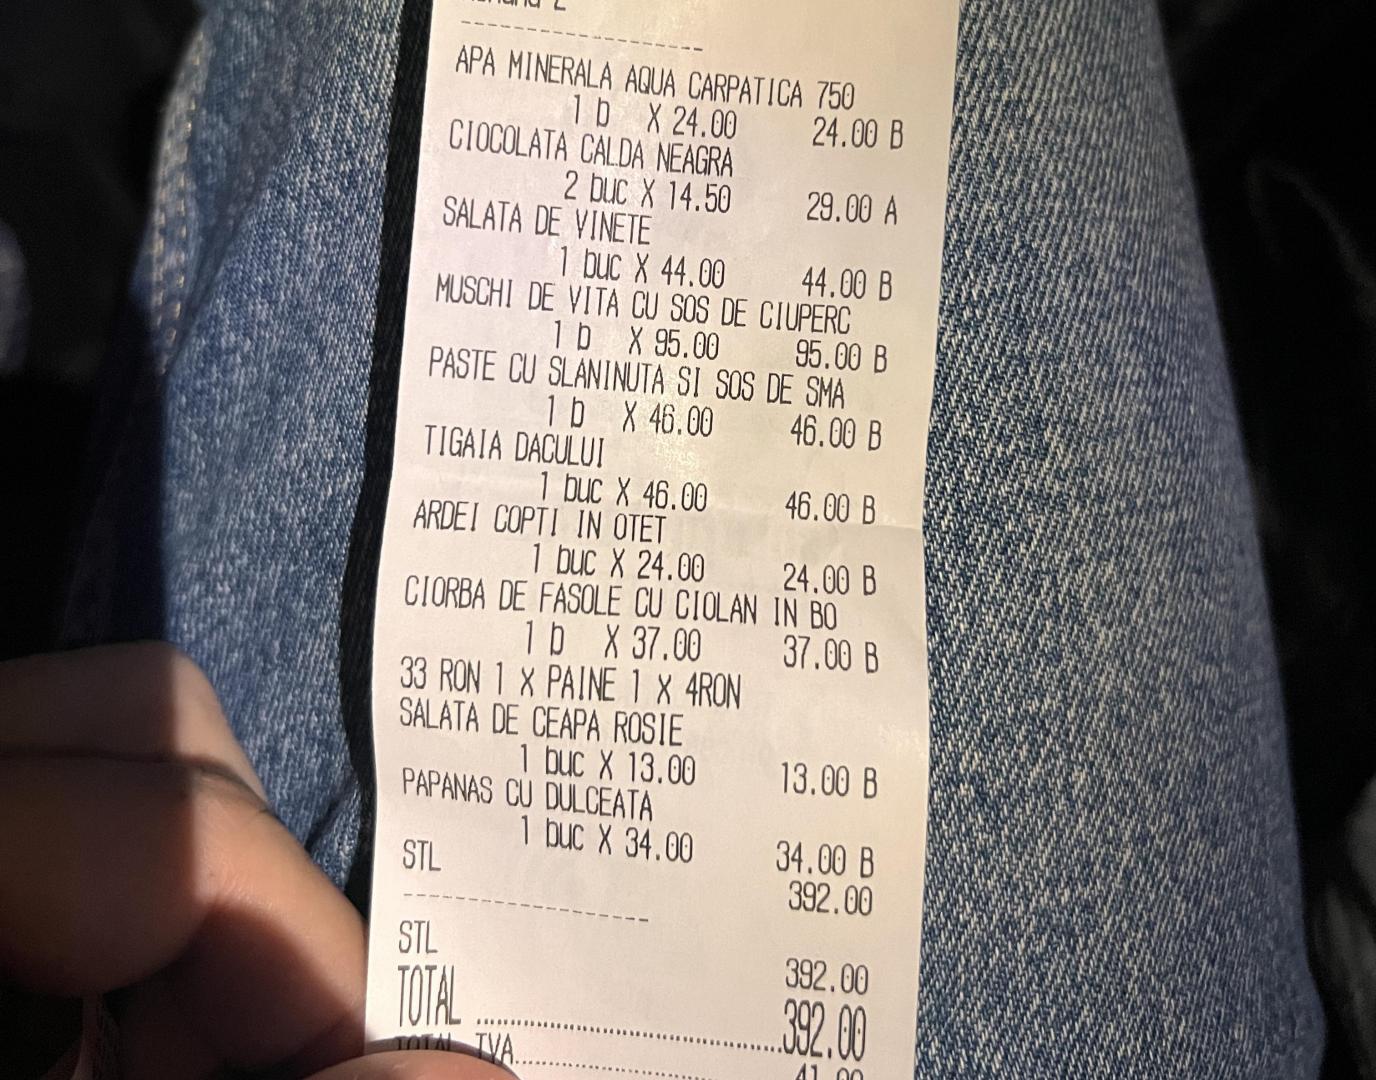 APA MINERALA AQUA CARPATICA 750
1 b X 24.00 24.00 B
CIOCOLATA CALDA NEAGRA
2 buc X 14.50 29.00 A
SALATA DE VINETE
1 buc X 44.00 44.00 B
MUSCHI DE VITA CU SOS DE CIUPERC
1 b X 95.00 95.00 B
PASTE CU SLANINUTA SI SOS DE SMA
1 b X 46.00 46.00 B
TIGAIA DACULUI
1 buc X 46.00 46.00 B
ARDEI COPTI IN OTET
1 buc X 24.00 24.00 B
CIORBA DE FASOLE CU CIOLAN IN BO
1 b X 37.00 37.00 B
33 RON 1 X PAINE 1 X 4RON
SALATA DE CEAPA ROSIE
1 buc X 13.00 13.00 B
PAPANAS CU DULCEATA
1 buc X 34.00 34.00 B
STL 392.00
STL 392.00
TOTAL 392.00
TOTAL TVA 41.00